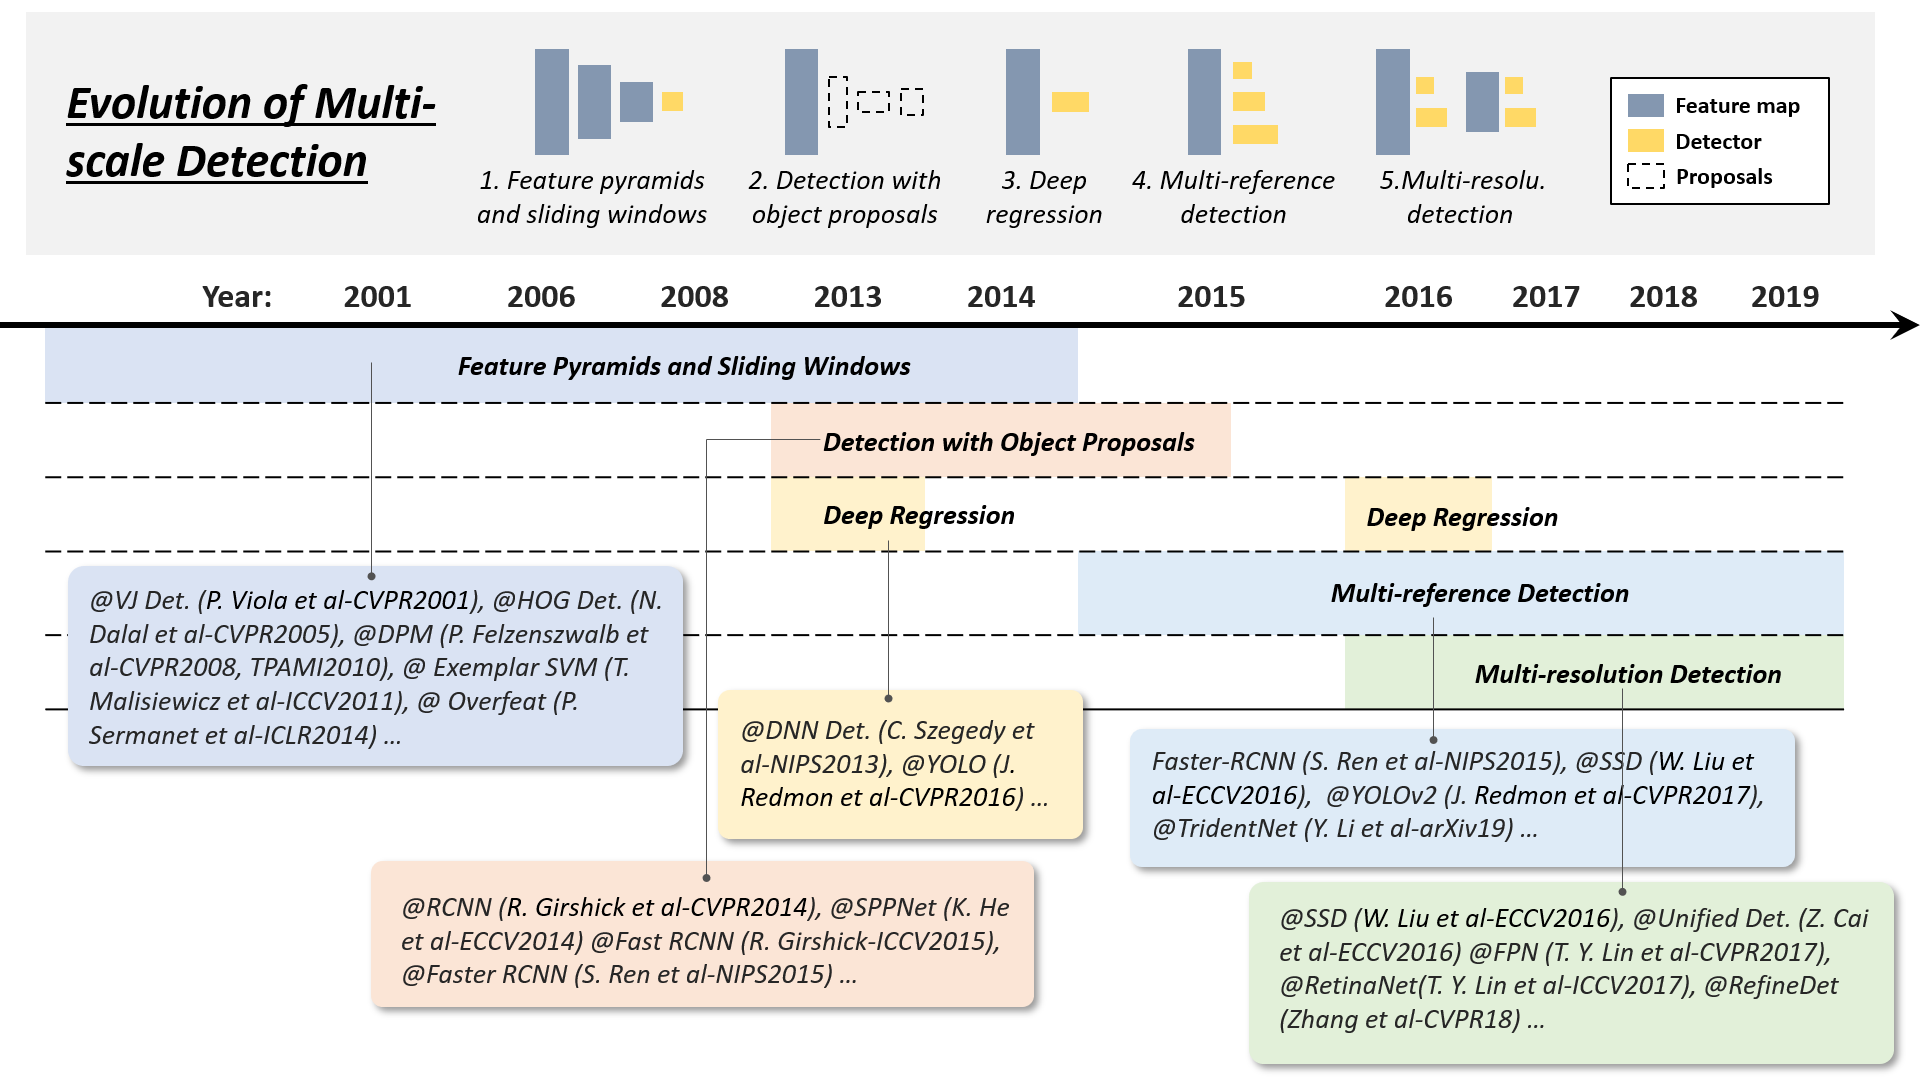 Evolution of Multi-
scale Detection
1. Feature pyramids
and sliding windows
2. Detection with
object proposals
3. Deep
regression
4. Multi-reference
detection
5.Multi-resolu.
detection
Feature map
Detector
Proposals
Year: 2001 2006 2008 2013 2014 2015 2016 2017 2018 2019
Feature Pyramids and Sliding Windows
Detection with Object Proposals
Deep Regression
Deep Regression
Multi-reference Detection
Multi-resolution Detection
@VJ Det. (P. Viola et al-CVPR2001), @HOG Det. (N.
Dalal et al-CVPR2005), @DPM (P. Felzenszwalb et
al-CVPR2008, TPAMI2010), @ Exemplar SVM (T.
Malisiewicz et al-ICCV2011), @ Overfeat (P.
Sermanet et al-ICLR2014) ...
@DNN Det. (C. Szegedy et
al-NIPS2013), @YOLO (J.
Redmon et al-CVPR2016) ...
Faster-RCNN (S. Ren et al-NIPS2015), @SSD (W. Liu et
al-ECCV2016), @YOLOv2 (J. Redmon et al-CVPR2017),
@TridentNet (Y. Li et al-arXiv19) ...
@RCNN (R. Girshick et al-CVPR2014), @SPPNet (K. He
et al-ECCV2014) @Fast RCNN (R. Girshick-ICCV2015),
@Faster RCNN (S. Ren et al-NIPS2015) ...
@SSD (W. Liu et al-ECCV2016), @Unified Det. (Z. Cai
et al-ECCV2016) @FPN (T. Y. Lin et al-CVPR2017),
@RetinaNet(T. Y. Lin et al-ICCV2017), @RefineDet
(Zhang et al-CVPR18) ...